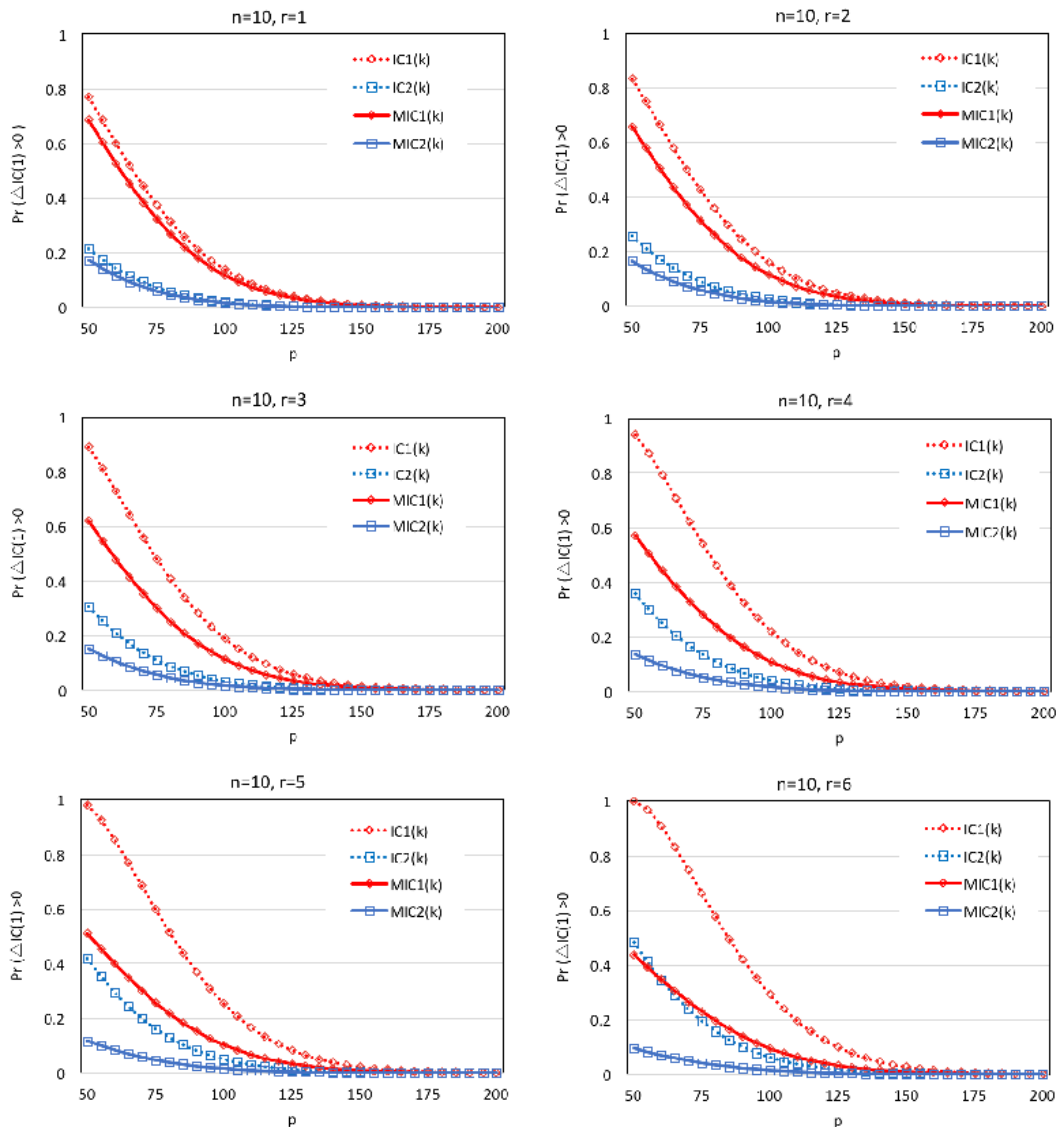 n=10, r=1
Pr (△IC(1) >0 )
1
0.8
0.6
0.4
0.2
0
IC1(k)
IC2(k)
MIC1(k)
MIC2(k)
50 75 100 125 150 175 200
p
n=10, r=2
Pr (△IC(1) >0
1
0.8
0.6
0.4
0.2
0
IC1(k)
IC2(k)
MIC1(k)
MIC2(k)
50 75 100 125 150 175 200
p
n=10, r=3
Pr (△IC(1) >0
1
0.8
0.6
0.4
0.2
0
IC1(k)
IC2(k)
MIC1(k)
MIC2(k)
50 75 100 125 150 175 200
p
n=10, r=4
Pr (△IC(1) >0
1
0.8
0.6
0.4
0.2
0
IC1(k)
IC2(k)
MIC1(k)
MIC2(k)
50 75 100 125 150 175 200
p
n=10, r=5
Pr (△IC(1) >0
1
0.8
0.6
0.4
0.2
0
IC1(k)
IC2(k)
MIC1(k)
MIC2(k)
50 75 100 125 150 175 200
p
n=10, r=6
Pr (△IC(1) >0
1
0.8
0.6
0.4
0.2
0
IC1(k)
IC2(k)
MIC1(k)
MIC2(k)
50 75 100 125 150 175 200
p